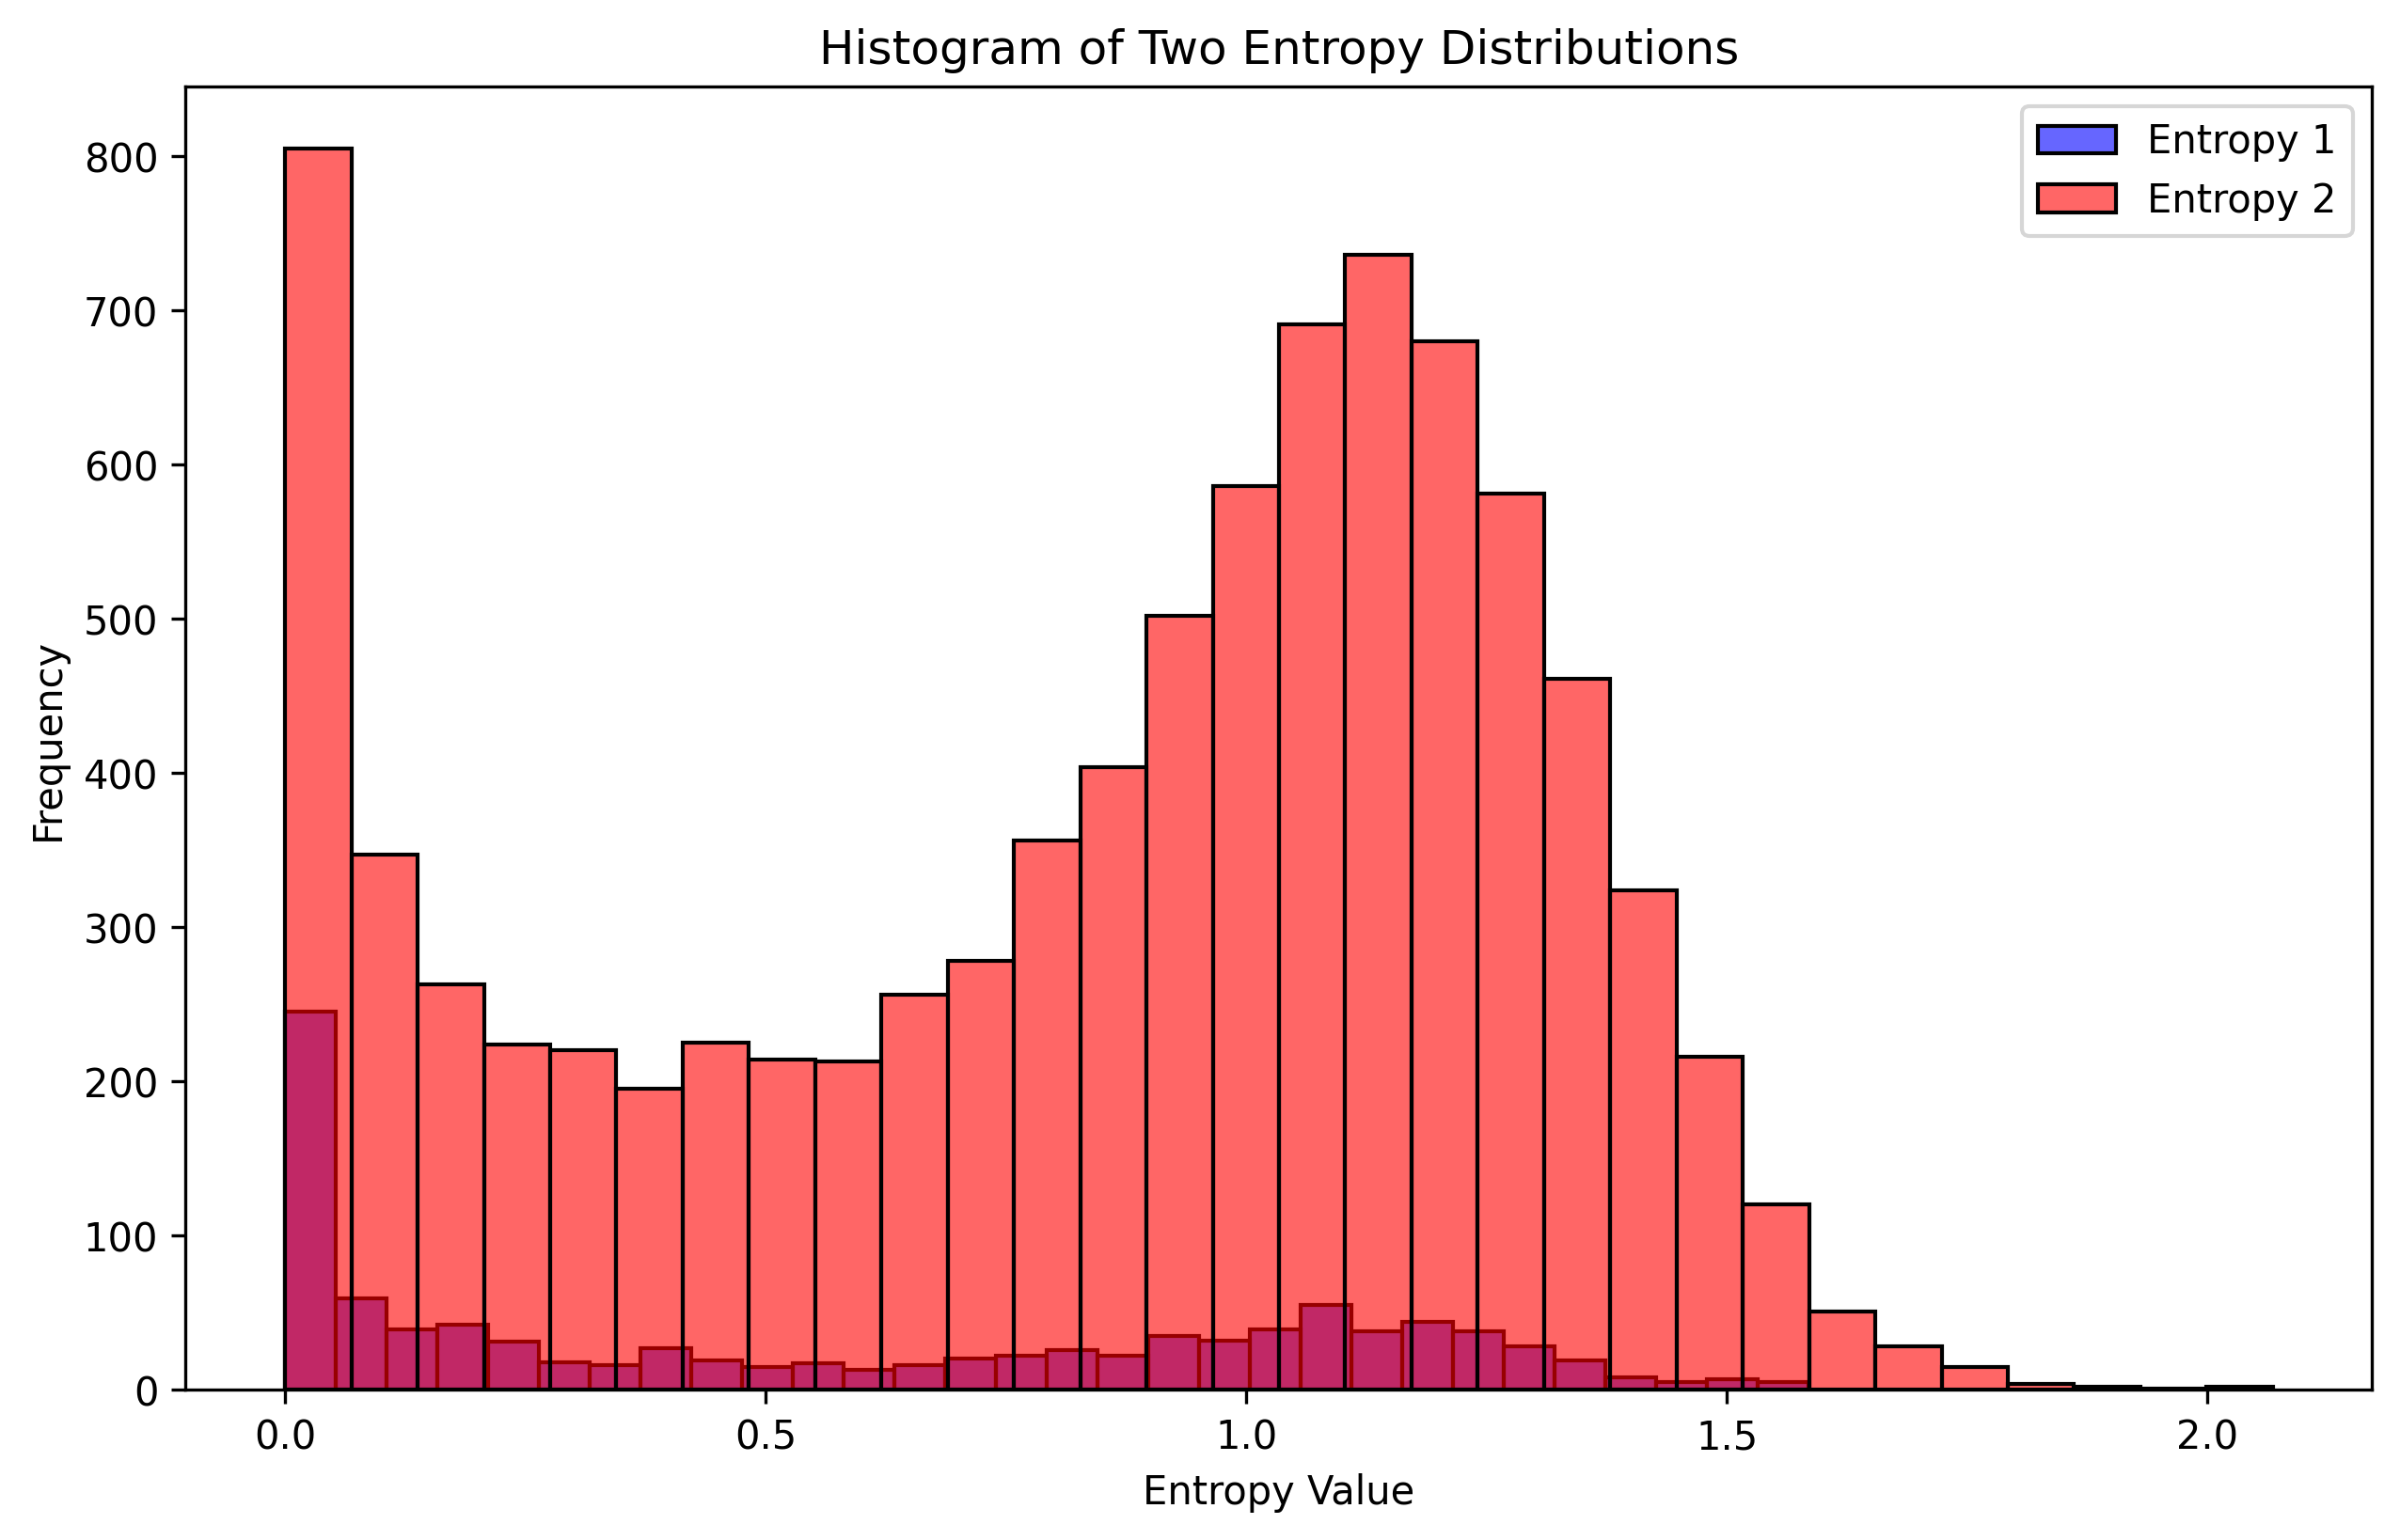 Histogram of Two Entropy Distributions
Entropy 1
Entropy 2
800
700
600
500
400
300
200
100
0
Frequency
0.0 0.5 1.0 1.5 2.0
Entropy Value